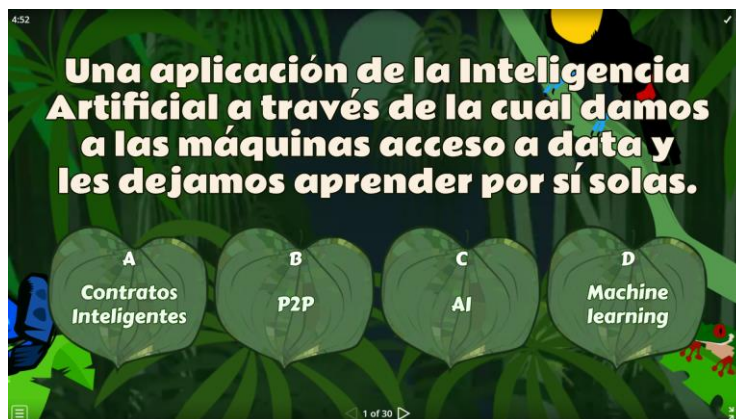 4:52
Una aplicación de la Inteligencia
Artificial a través de la cual damos
a las máquinas acceso a data y
les dejamos aprender por sí solas.
A
Contratos
Inteligentes
B
P2P
C
AI
D
Machine
learning
1 of 30